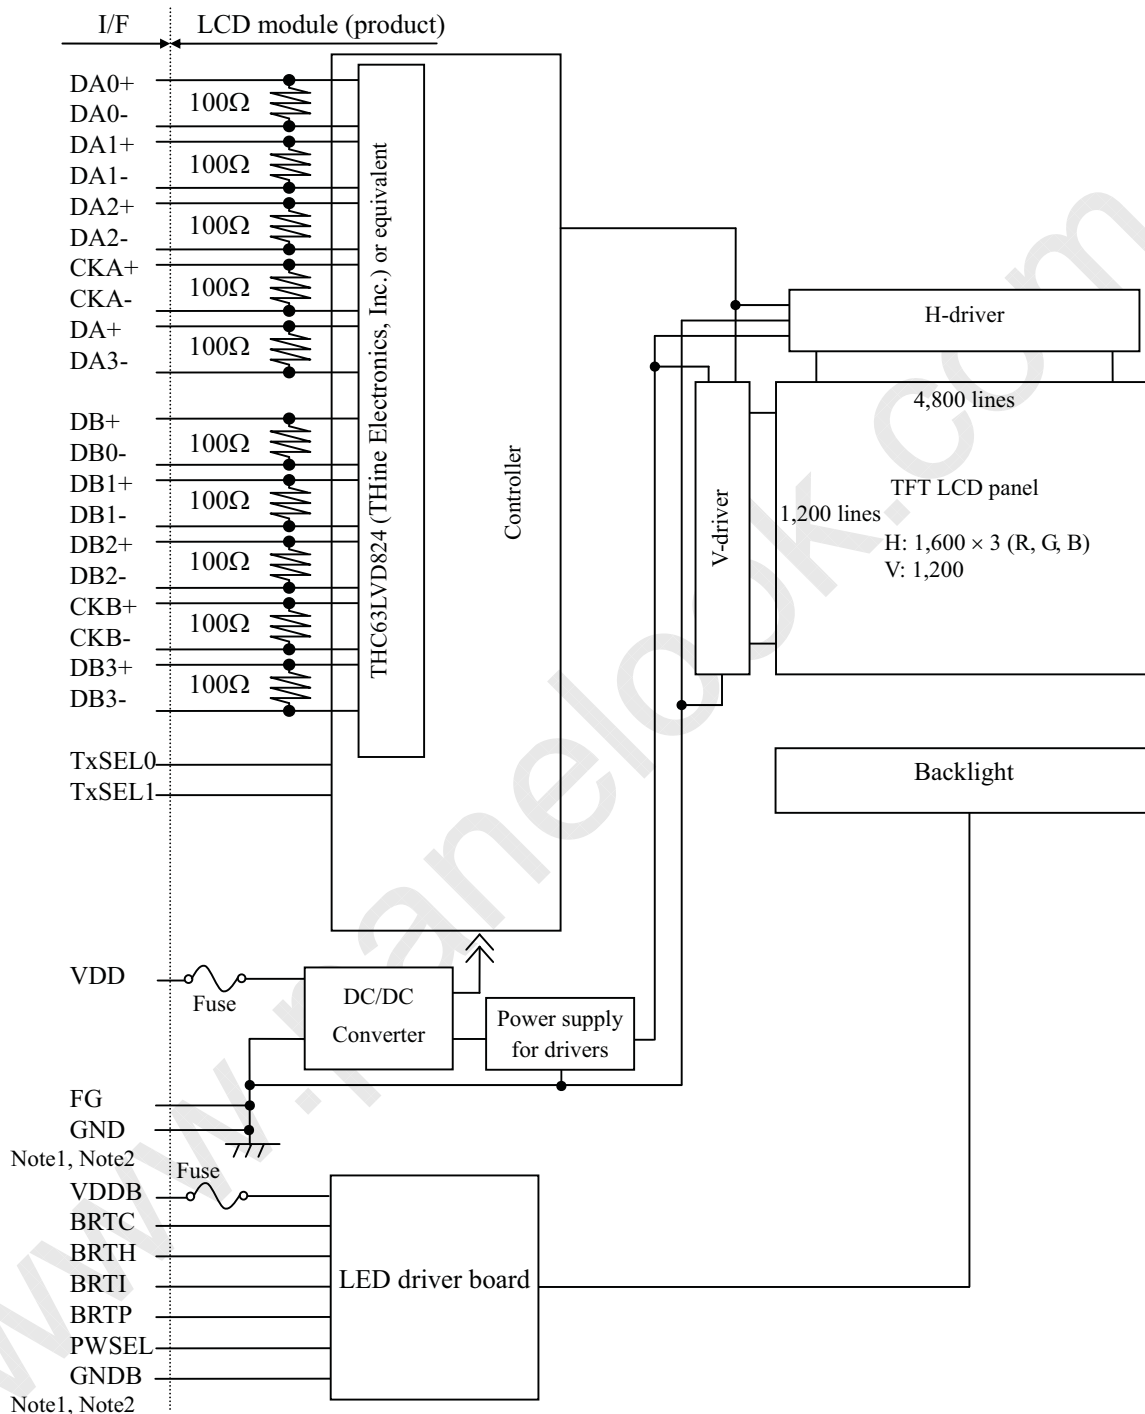 I/F
LCD module (product)
DA0+
DA0-
100Ω
DA1+
DA1-
100Ω
DA2+
DA2-
100Ω
CKA+
CKA-
100Ω
DA+
DA3-
100Ω
DB+
DB0-
100Ω
DB1+
DB1-
100Ω
DB2+
DB2-
100Ω
CKB+
CKB-
100Ω
DB3+
DB3-
100Ω
TxSEL0
TxSEL1
THC63LVD824 (THine Electronics, Inc.) or equivalent
Controller
H-driver
V-driver
4,800 lines
TFT LCD panel
1,200 lines
H: 1,600 × 3 (R, G, B)
V: 1,200
Backlight
VDD
Fuse
DC/DC
Converter
Power supply
for drivers
FG
GND
Note1, Note2
Fuse
VDDB
BRTC
BRTH
BRTI
BRTP
PWSEL
GNDB
Note1, Note2
LED driver board
www.panelook.com